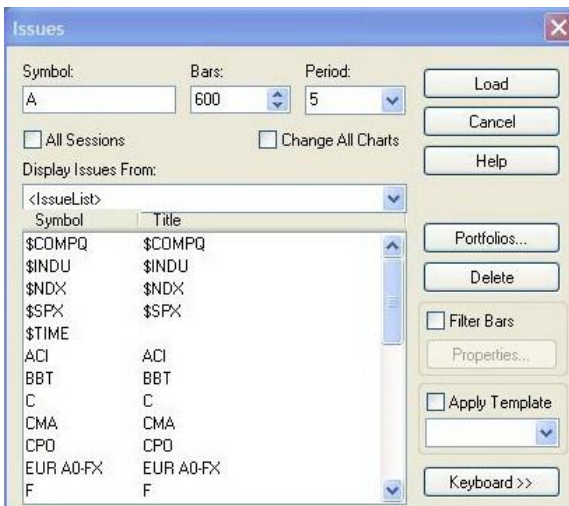 Issues
Symbol: Bars: Period:
A 600 5
Load
Cancel
All Sessions Change All Charts
Help
Display Issues From:
<IssueList>
Symbol Title
$COMPQ $COMPQ
Portfolios...
$INDU $INDU
$NDX $NDX
Delete
$SPX $SPX
Filter Bars
$TIME
Properties...
ACI ACI
BBT BBT
C C
Apply Template
CMA CMA
CPO CPO
EUR A0-FX EUR A0-FX
Keyboard >>
F F